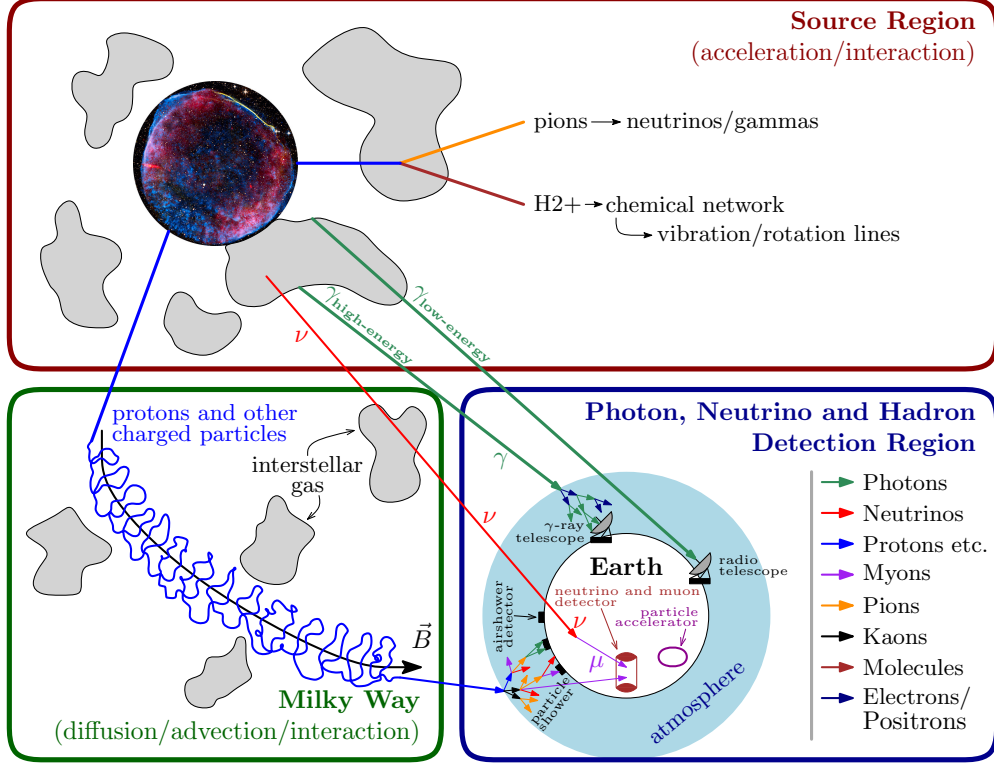 Source Region
(acceleration/interaction)
pions
neutrinos/gammas
H2+
chemical network
vibration/rotation lines
γhigh-energy
γlow-energy
ν
protons and other
charged particles
interstellar
gas
B
Milky Way
(diffusion/advection/interaction)
Photon, Neutrino and Hadron
Detection Region
γ
ν
γ-ray
telescope
Earth
radio
telescope
neutrino and muon
detector
particle
accelerator
airshower
detector
ν
μ
particle
shower
atmosphere
Photons
Neutrinos
Protons etc.
Myons
Pions
Kaons
Molecules
Electrons/
Positrons